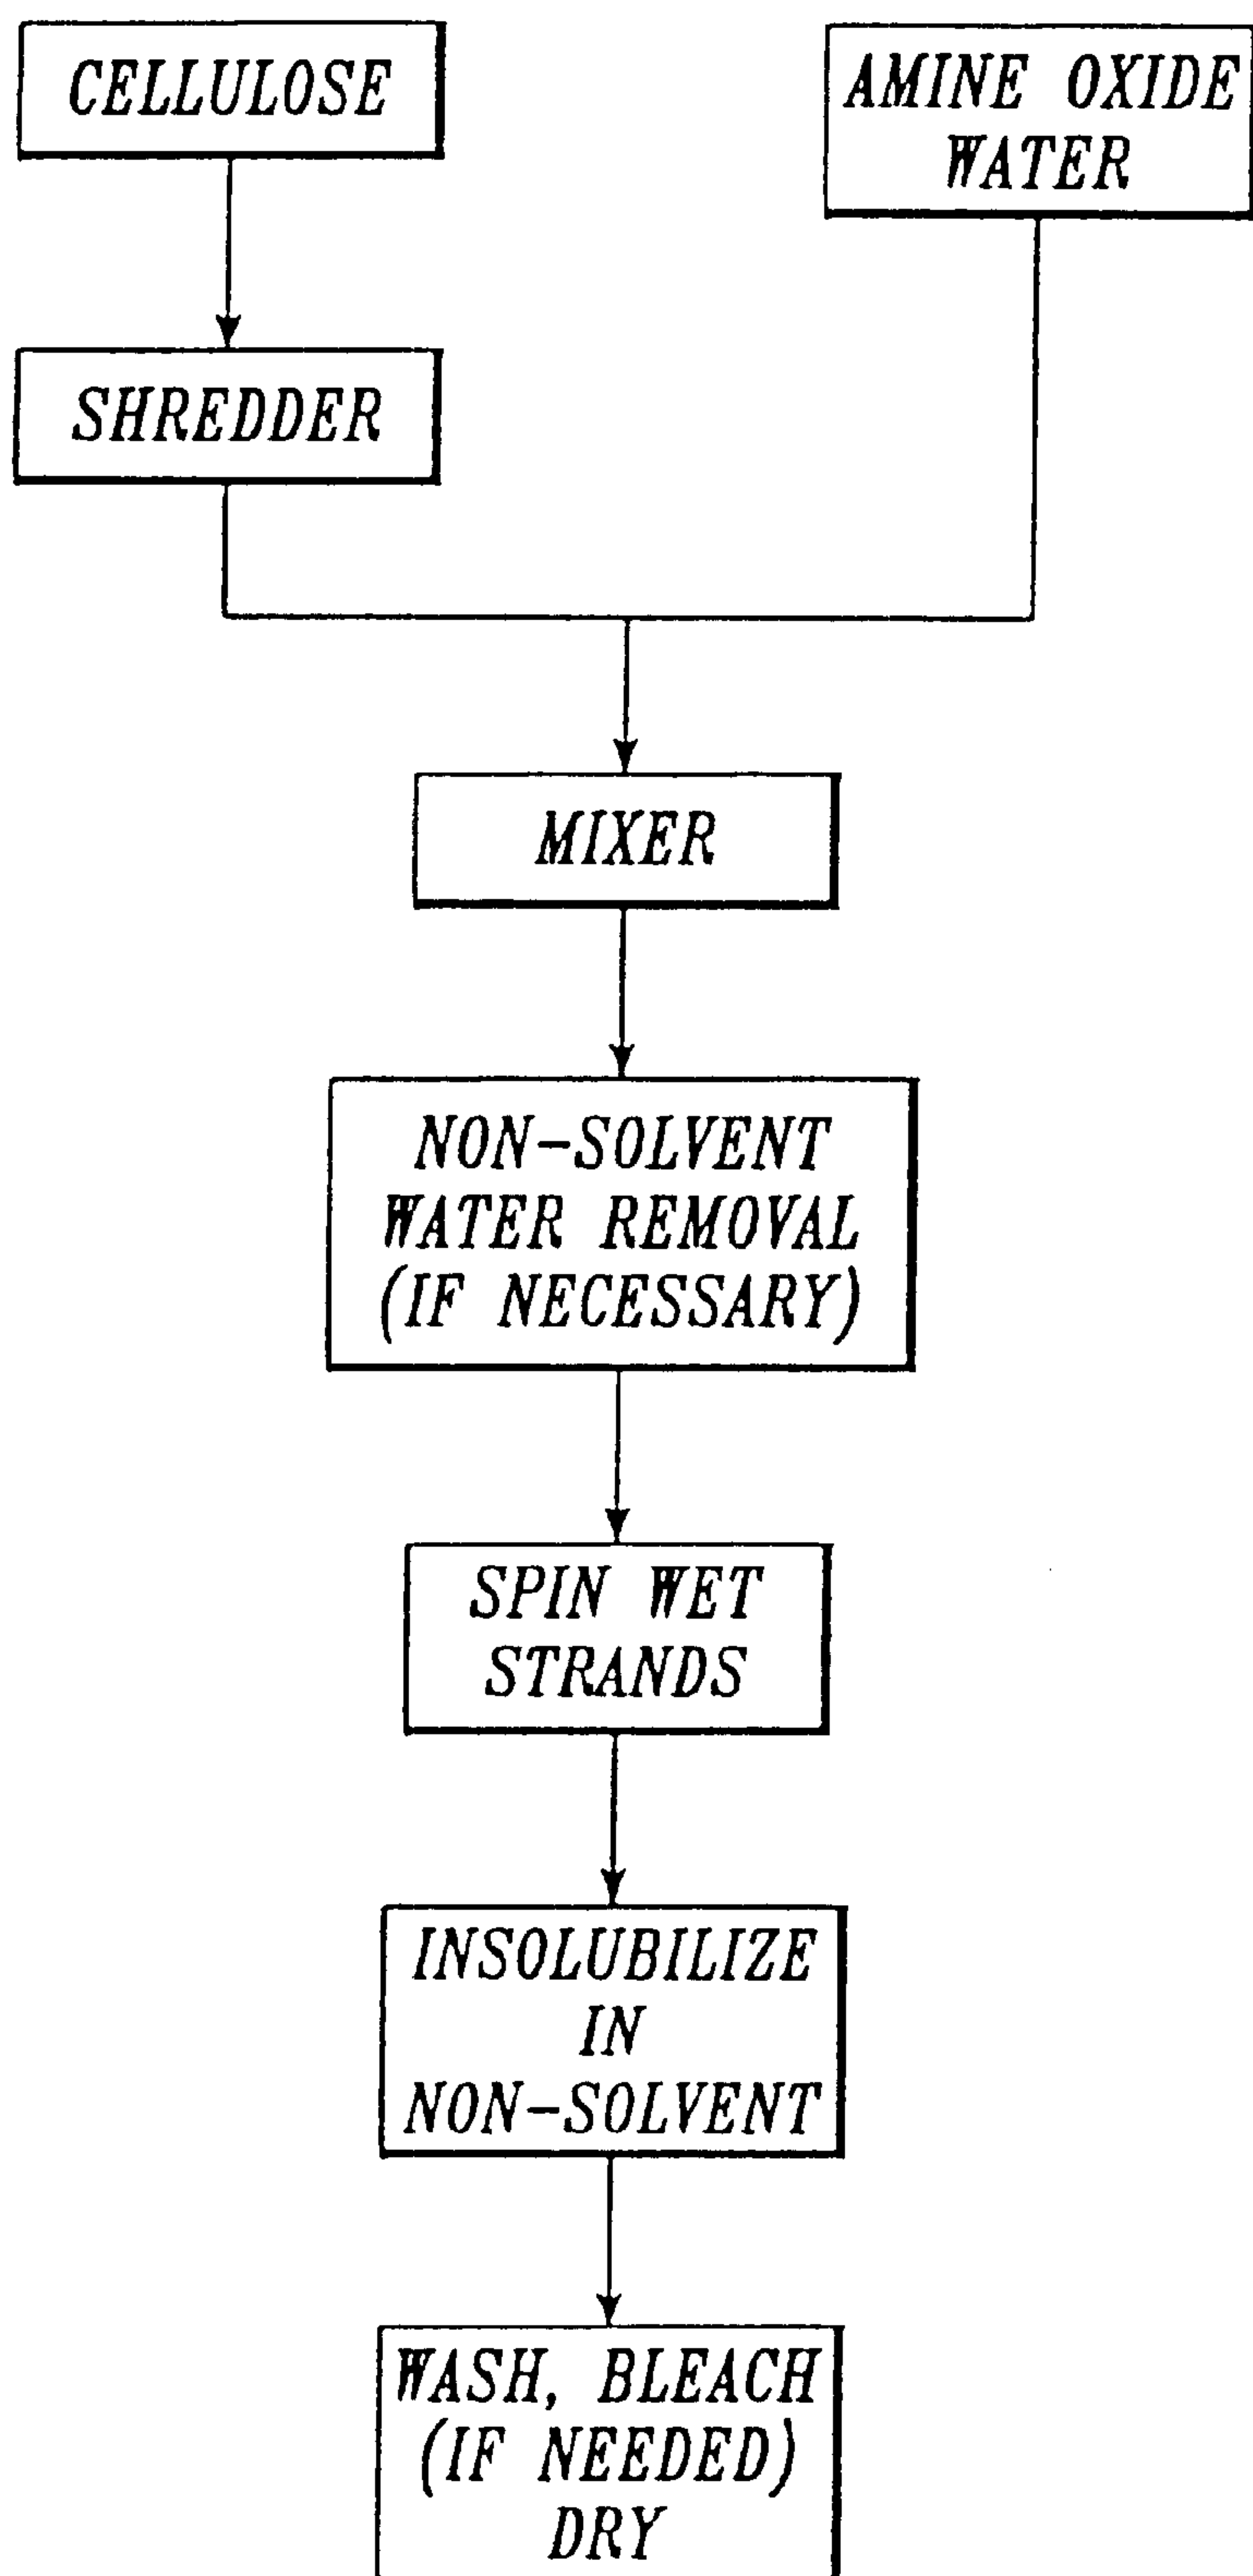 CELLULOSE
AMINE OXIDE
WATER
SHREDDER
MIXER
NON-SOLVENT
WATER REMOVAL
(IF NECESSARY)
SPIN WET
STRANDS
INSOLUBILIZE
IN
NON-SOLVENT
WASH, BLEACH
(IF NEEDED)
DRY